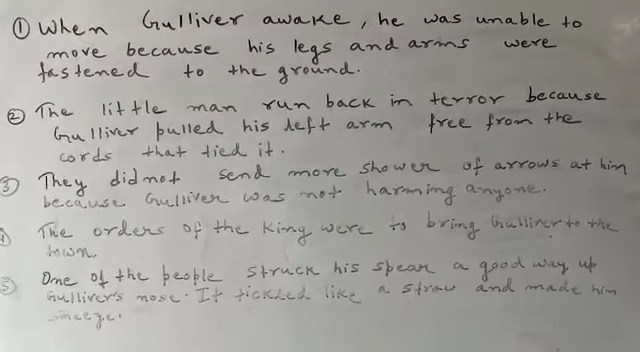 ① When Gulliver awake, he was unable to
move because his legs and arms were
fastened to the ground.
② The little man run back in terror because
Gulliver pulled his left arm free from the
cords that tied it.
③ They did not send more shower of arrows at him
because Gulliver was not harming anyone.
④ The orders of the King were to bring Gulliver to the
town.
⑤ One of the people struck his spear a good way up
Gulliver's nose. It tickled like a straw and made him